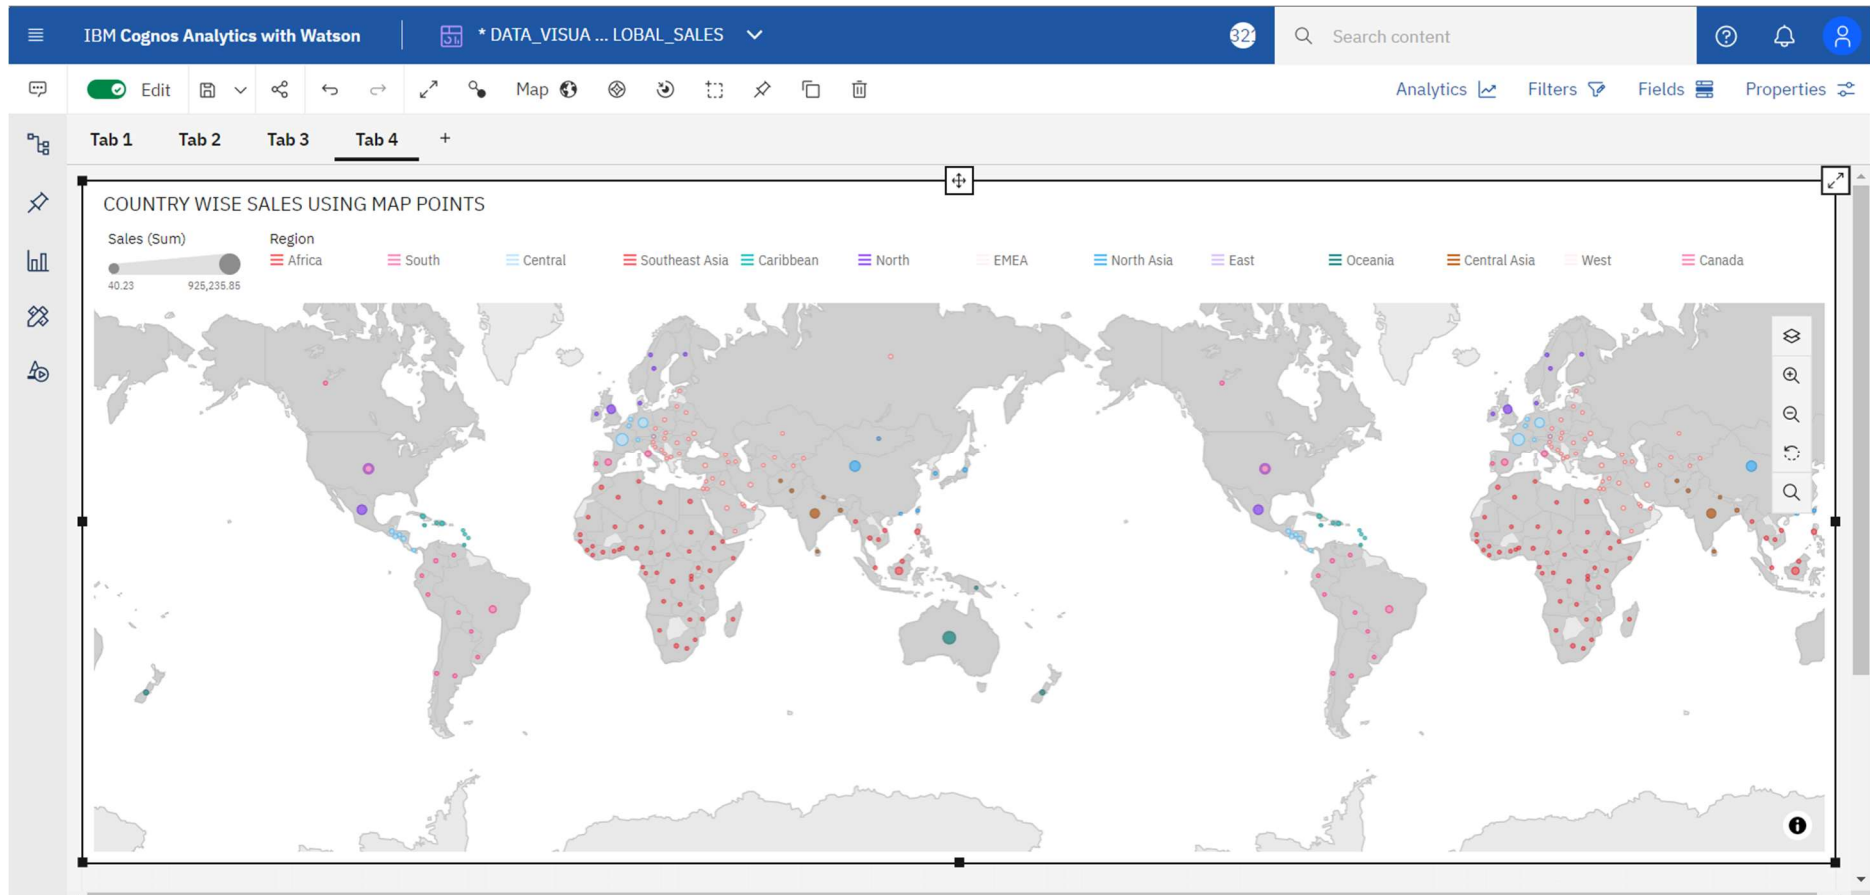 IBM Cognos Analytics with Watson
* DATA_VISUA ... LOBAL_SALES
321
Search content
Edit
Map
Analytics
Filters
Fields
Properties
Tab 1
Tab 2
Tab 3
Tab 4
+
COUNTRY WISE SALES USING MAP POINTS
Sales (Sum)
40.23
925,235.85
Region
Africa
South
Central
Southeast Asia
Caribbean
North
EMEA
North Asia
East
Oceania
Central Asia
West
Canada